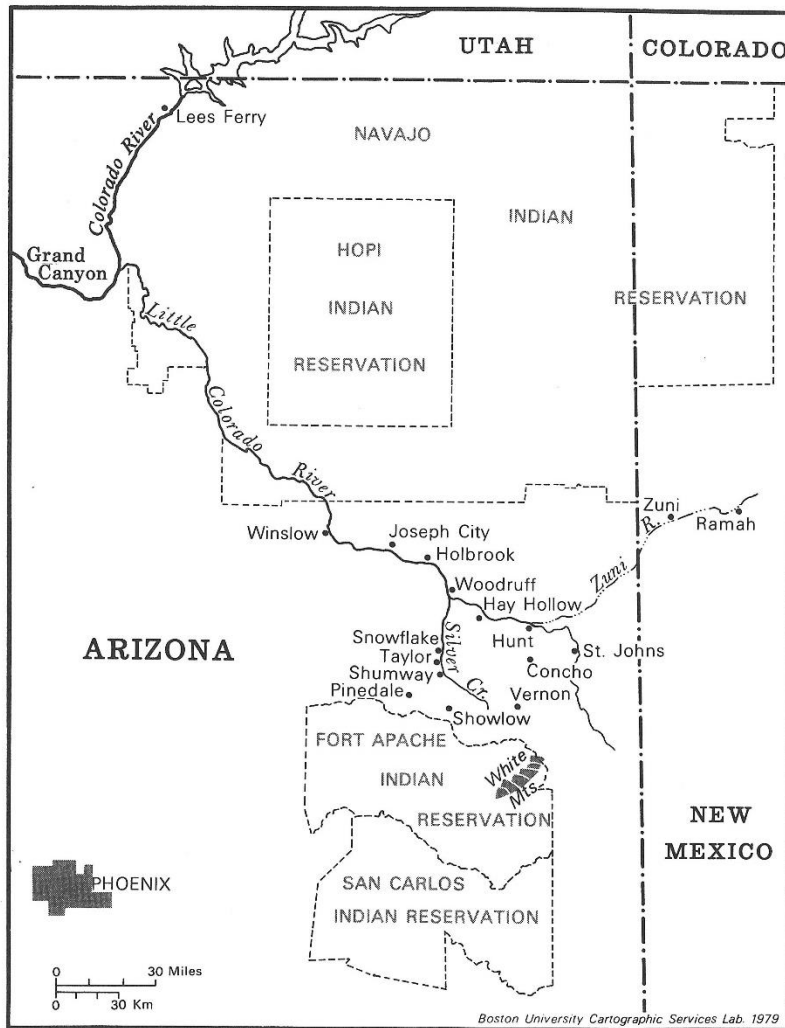 UTAH
COLORADO
Lees Ferry
Colorado River
NAVAJO
INDIAN
RESERVATION
HOPI
INDIAN
RESERVATION
Grand
Canyon
Little
Colorado
River
Winslow
Joseph City
Holbrook
Woodruff
Hay Hollow
Zuni
Ramah
Zuni R.
Hunt
St. Johns
Concho
Vernon
Snowflake
Taylor
Shumway
Silver
Cr.
Pinedale
Showlow
ARIZONA
FORT APACHE
INDIAN
RESERVATION
White
Mts.
NEW
MEXICO
SAN CARLOS
INDIAN RESERVATION
PHOENIX
0 30 Miles
0 30 Km
Boston University Cartographic Services Lab. 1979